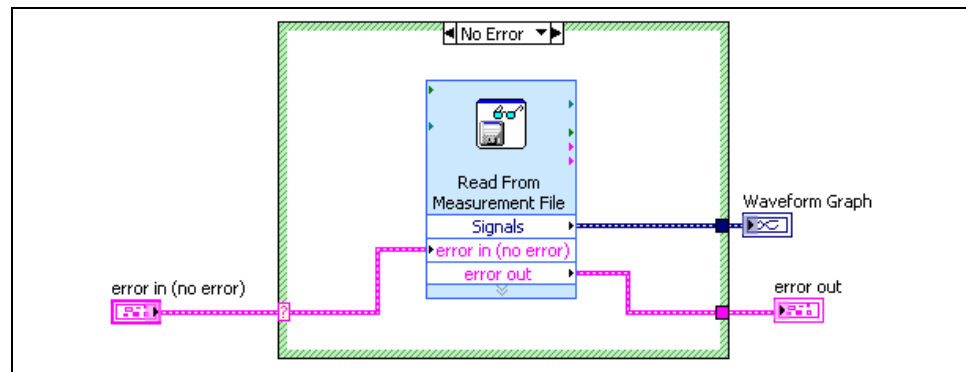 No Error
Read From
Measurement File
Signals
error in (no error)
error out
Waveform Graph
error in (no error)
?
error out